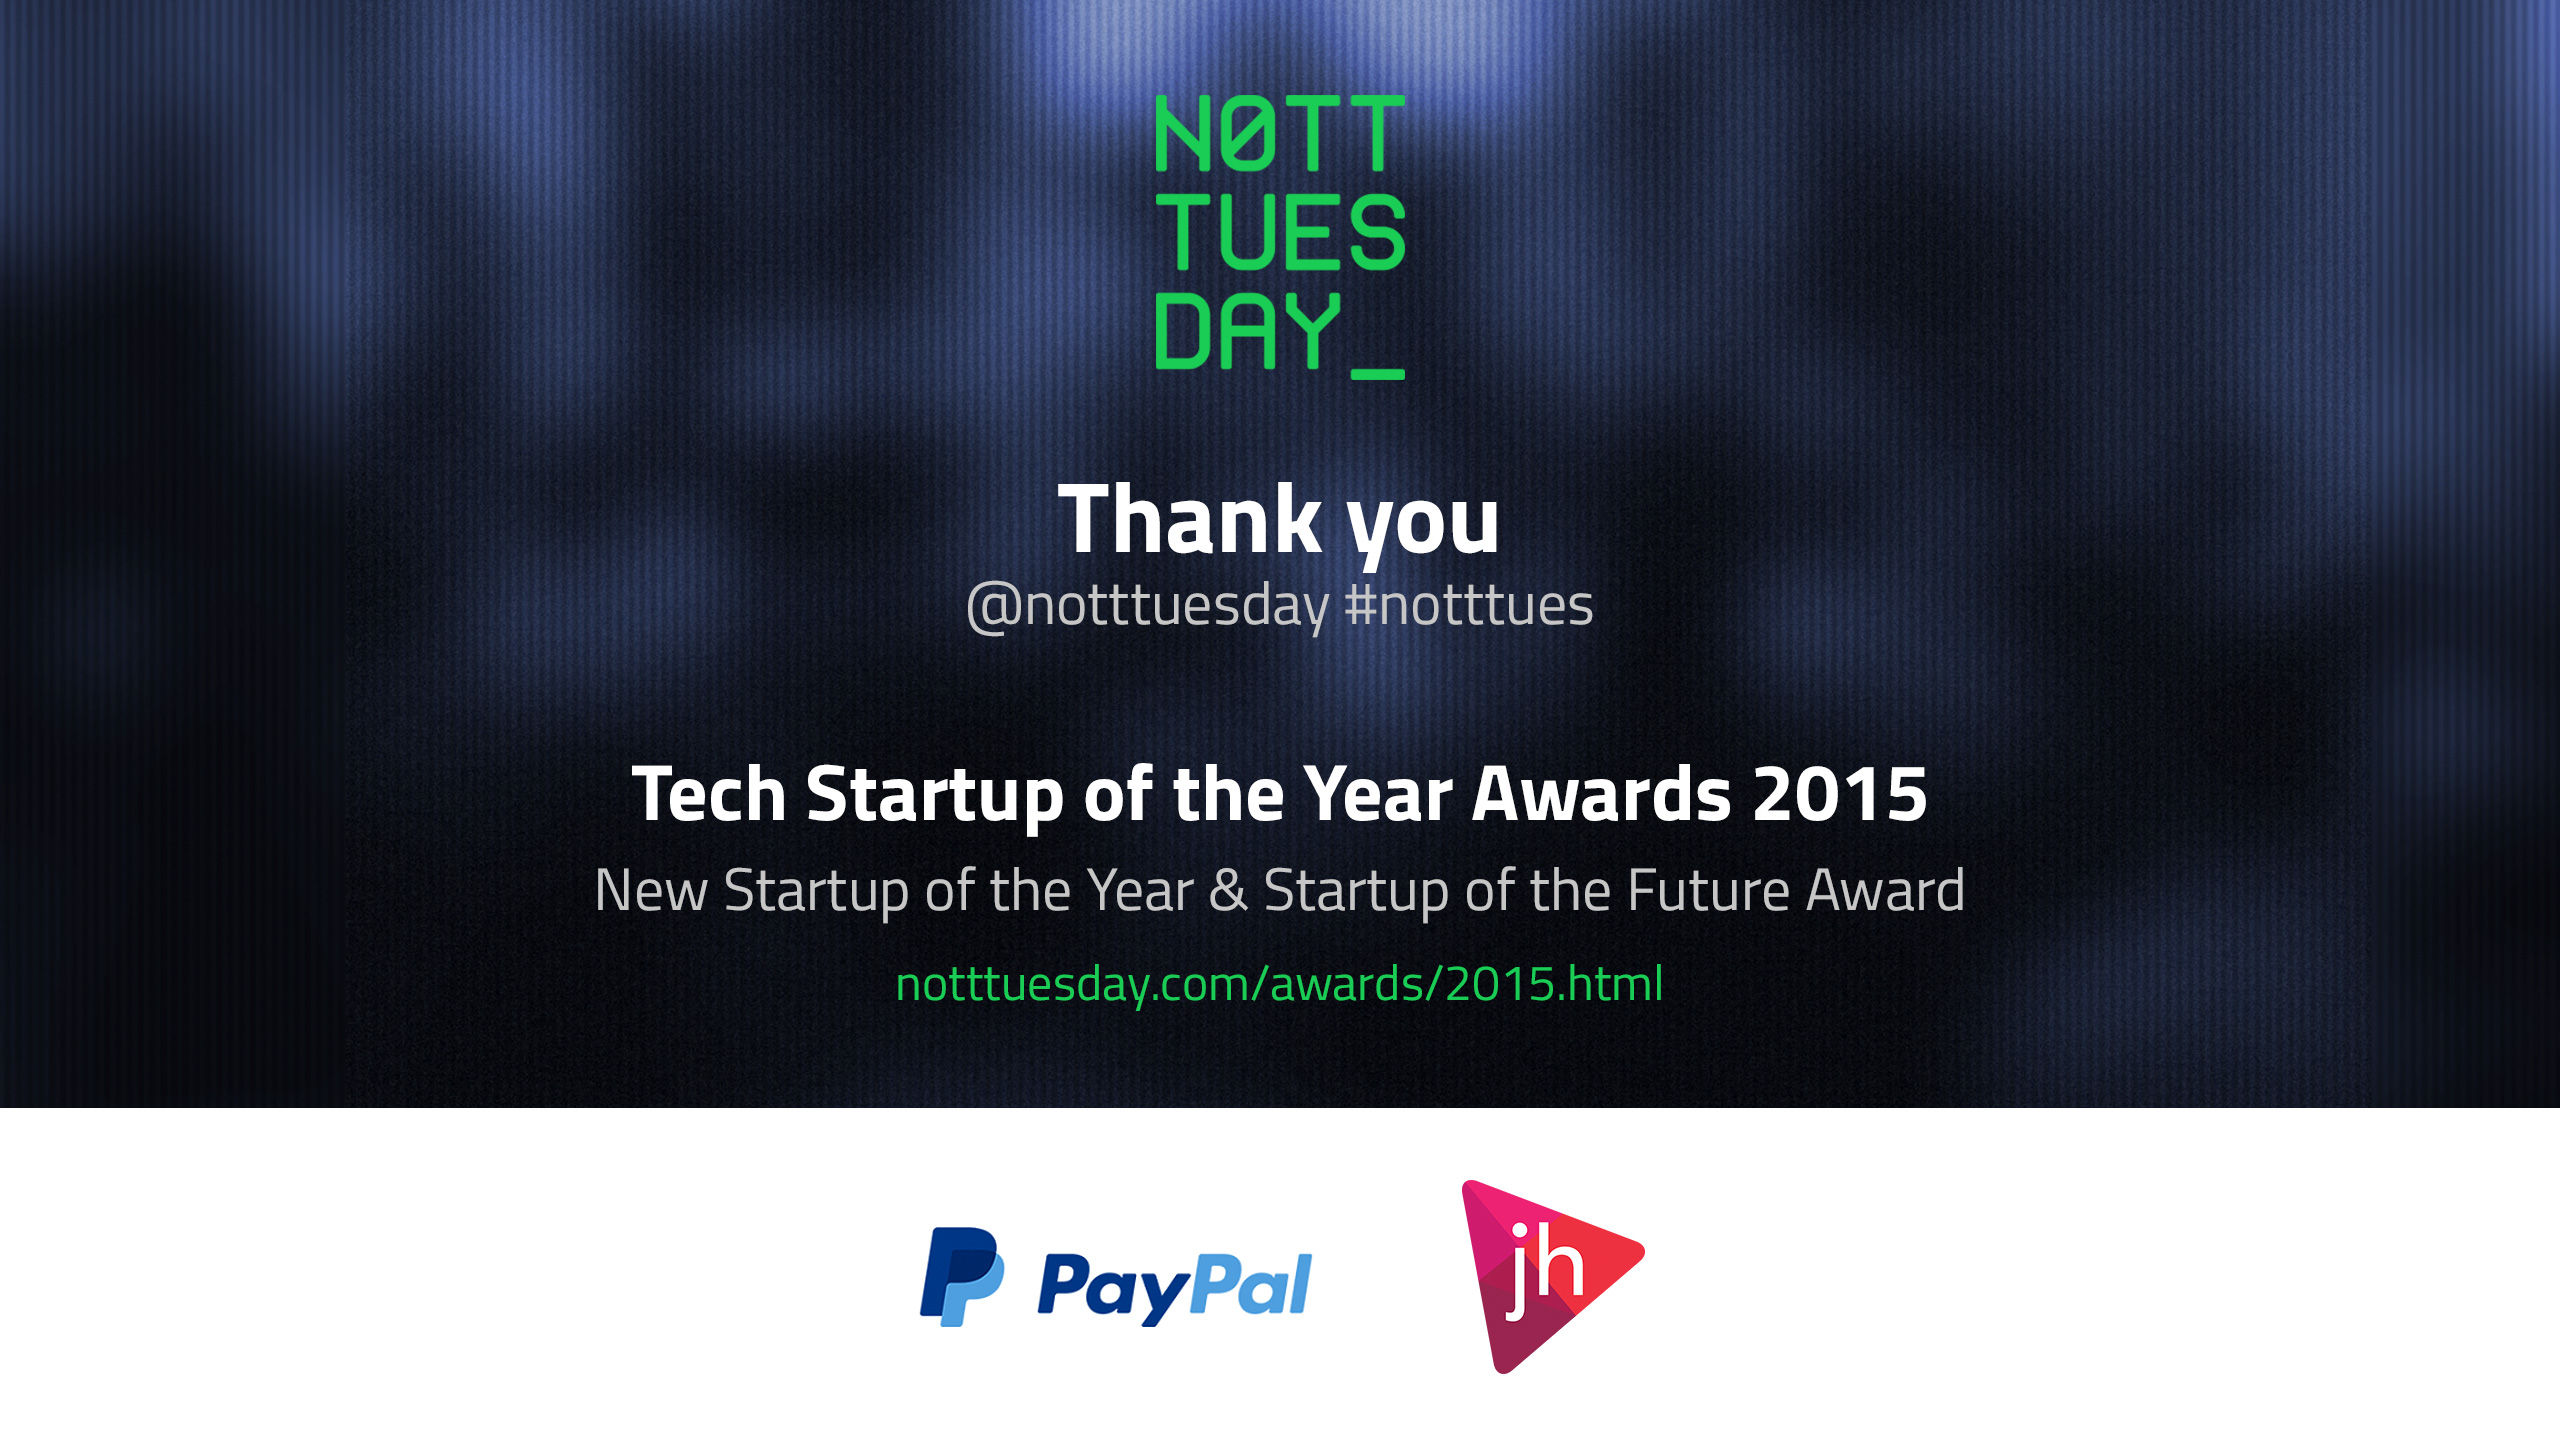 N0TT
TUES
DAY_
Thank you
@notttuesday #notttues
Tech Startup of the Year Awards 2015
New Startup of the Year & Startup of the Future Award
notttuesday.com/awards/2015.html
PayPal
jh